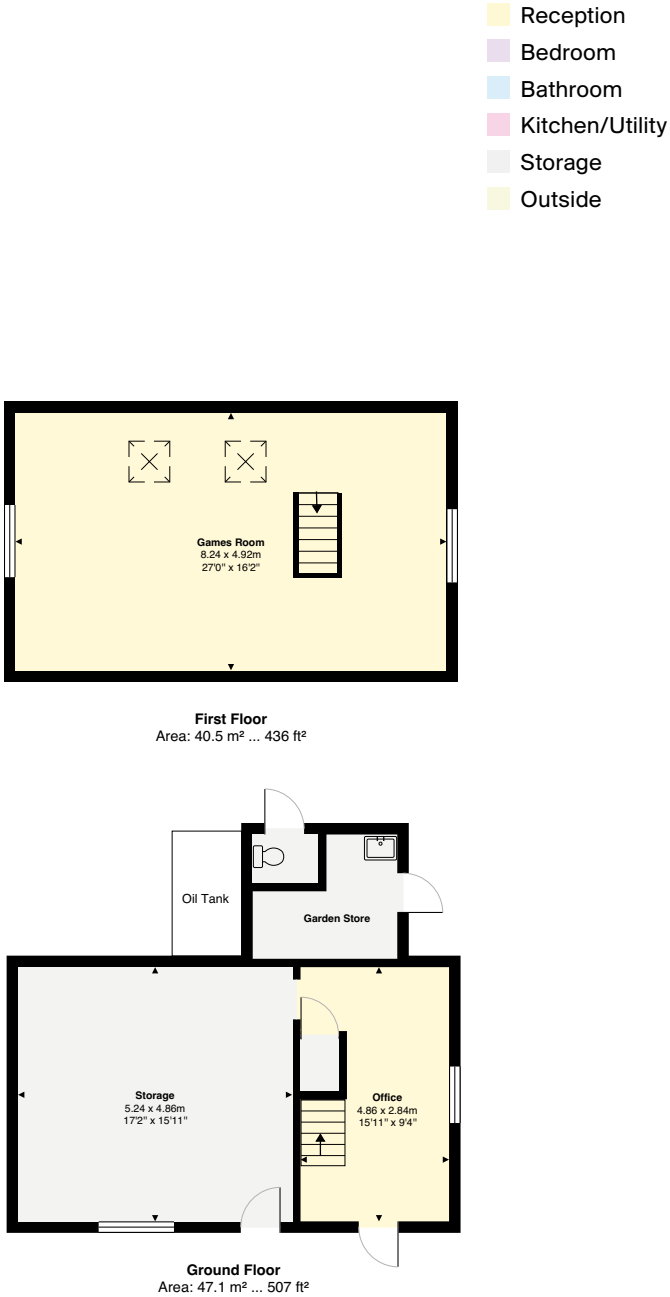 Reception
Bedroom
Bathroom
Kitchen/Utility
Storage
Outside
Games Room
8.24 x 4.92m
27'0" x 16'2"
First Floor
Area: 40.5 m² ... 436 ft²
Oil Tank
Garden Store
Storage
5.24 x 4.86m
17'2" x 15'11"
Office
4.86 x 2.84m
15'11" x 9'4"
Ground Floor
Area: 47.1 m² ... 507 ft²